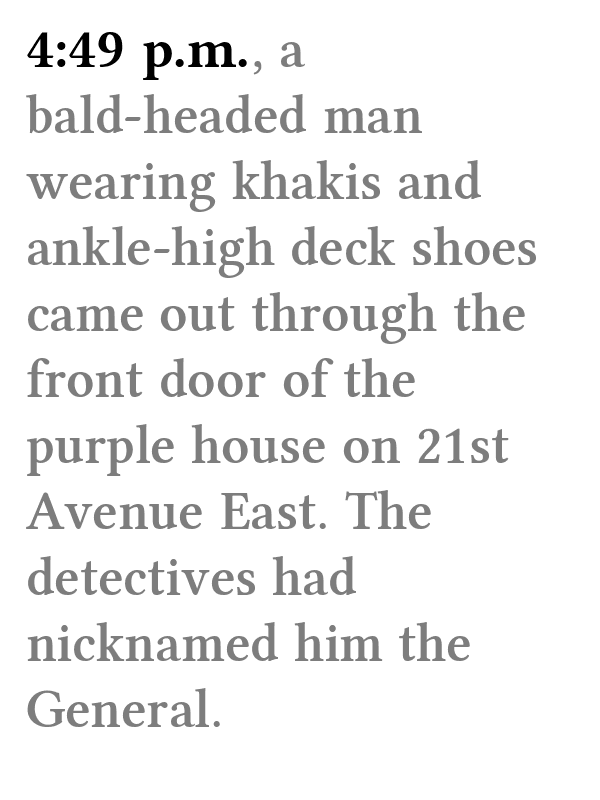 4:49 p.m., a
bald-headed man
wearing khakis and
ankle-high deck shoes
came out through the
front door of the
purple house on 21st
Avenue East. The
detectives had
nicknamed him the
General.